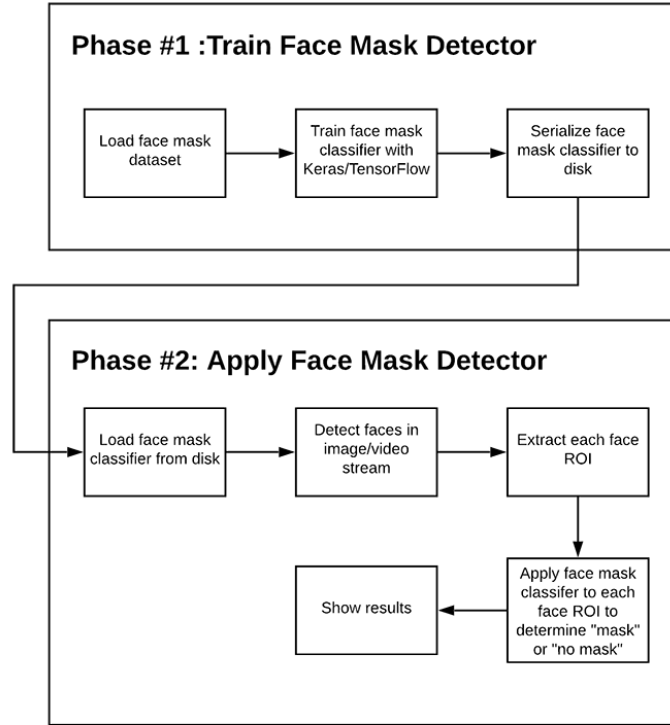 Phase #1 :Train Face Mask Detector
Load face mask
dataset
Train face mask
classifier with
Keras/TensorFlow
Serialize face
mask classifier to
disk
Phase #2: Apply Face Mask Detector
Load face mask
classifier from disk
Detect faces in
image/video
stream
Extract each face
ROI
Apply face mask
classifer to each
face ROI to
determine "mask"
or "no mask"
Show results